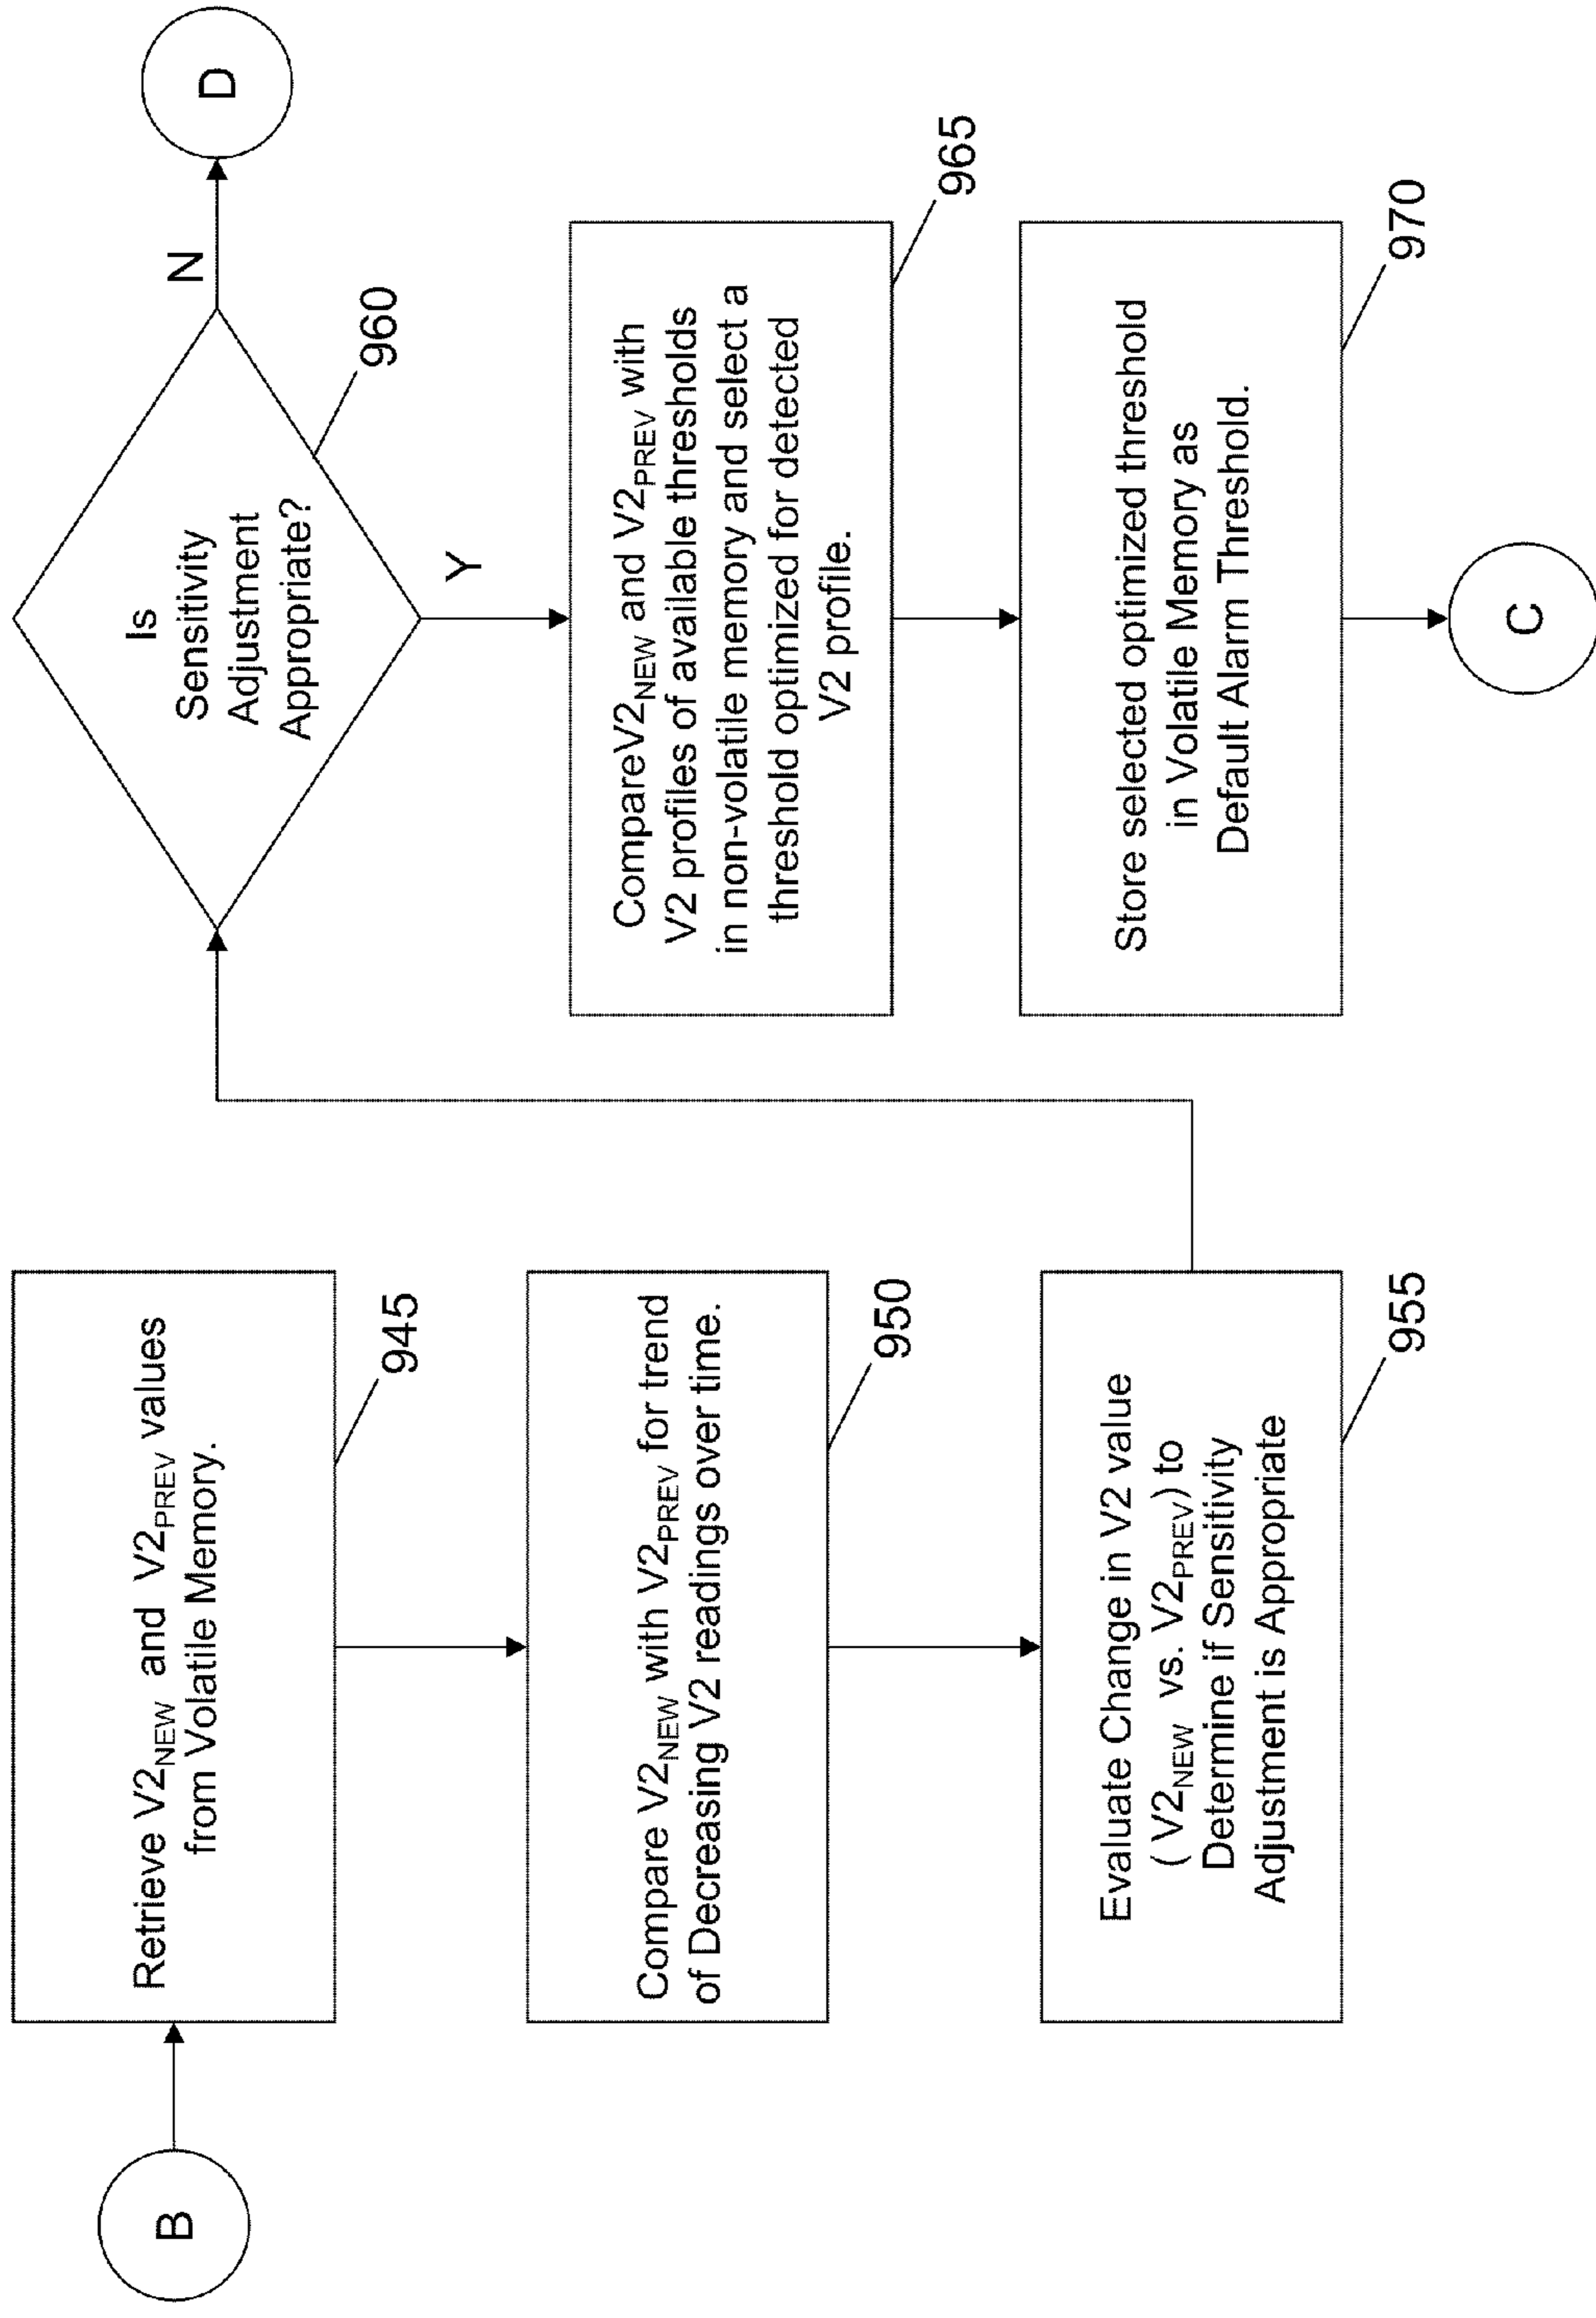 B
Retrieve V2NEW and V2PREV values
from Volatile Memory.
945
Compare V2NEW with V2PREV for trend
of Decreasing V2 readings over time.
950
Evaluate Change in V2 value
( V2NEW vs. V2PREV) to
Determine if Sensitivity
Adjustment is Appropriate
955
Is
Sensitivity
Adjustment
Appropriate?
960
N
D
Y
CompareV2NEW and V2PREV with
V2 profiles of available thresholds
in non-volatile memory and select a
threshold optimized for detected
V2 profile.
965
Store selected optimized threshold
in Volatile Memory as
Default Alarm Threshold.
970
C